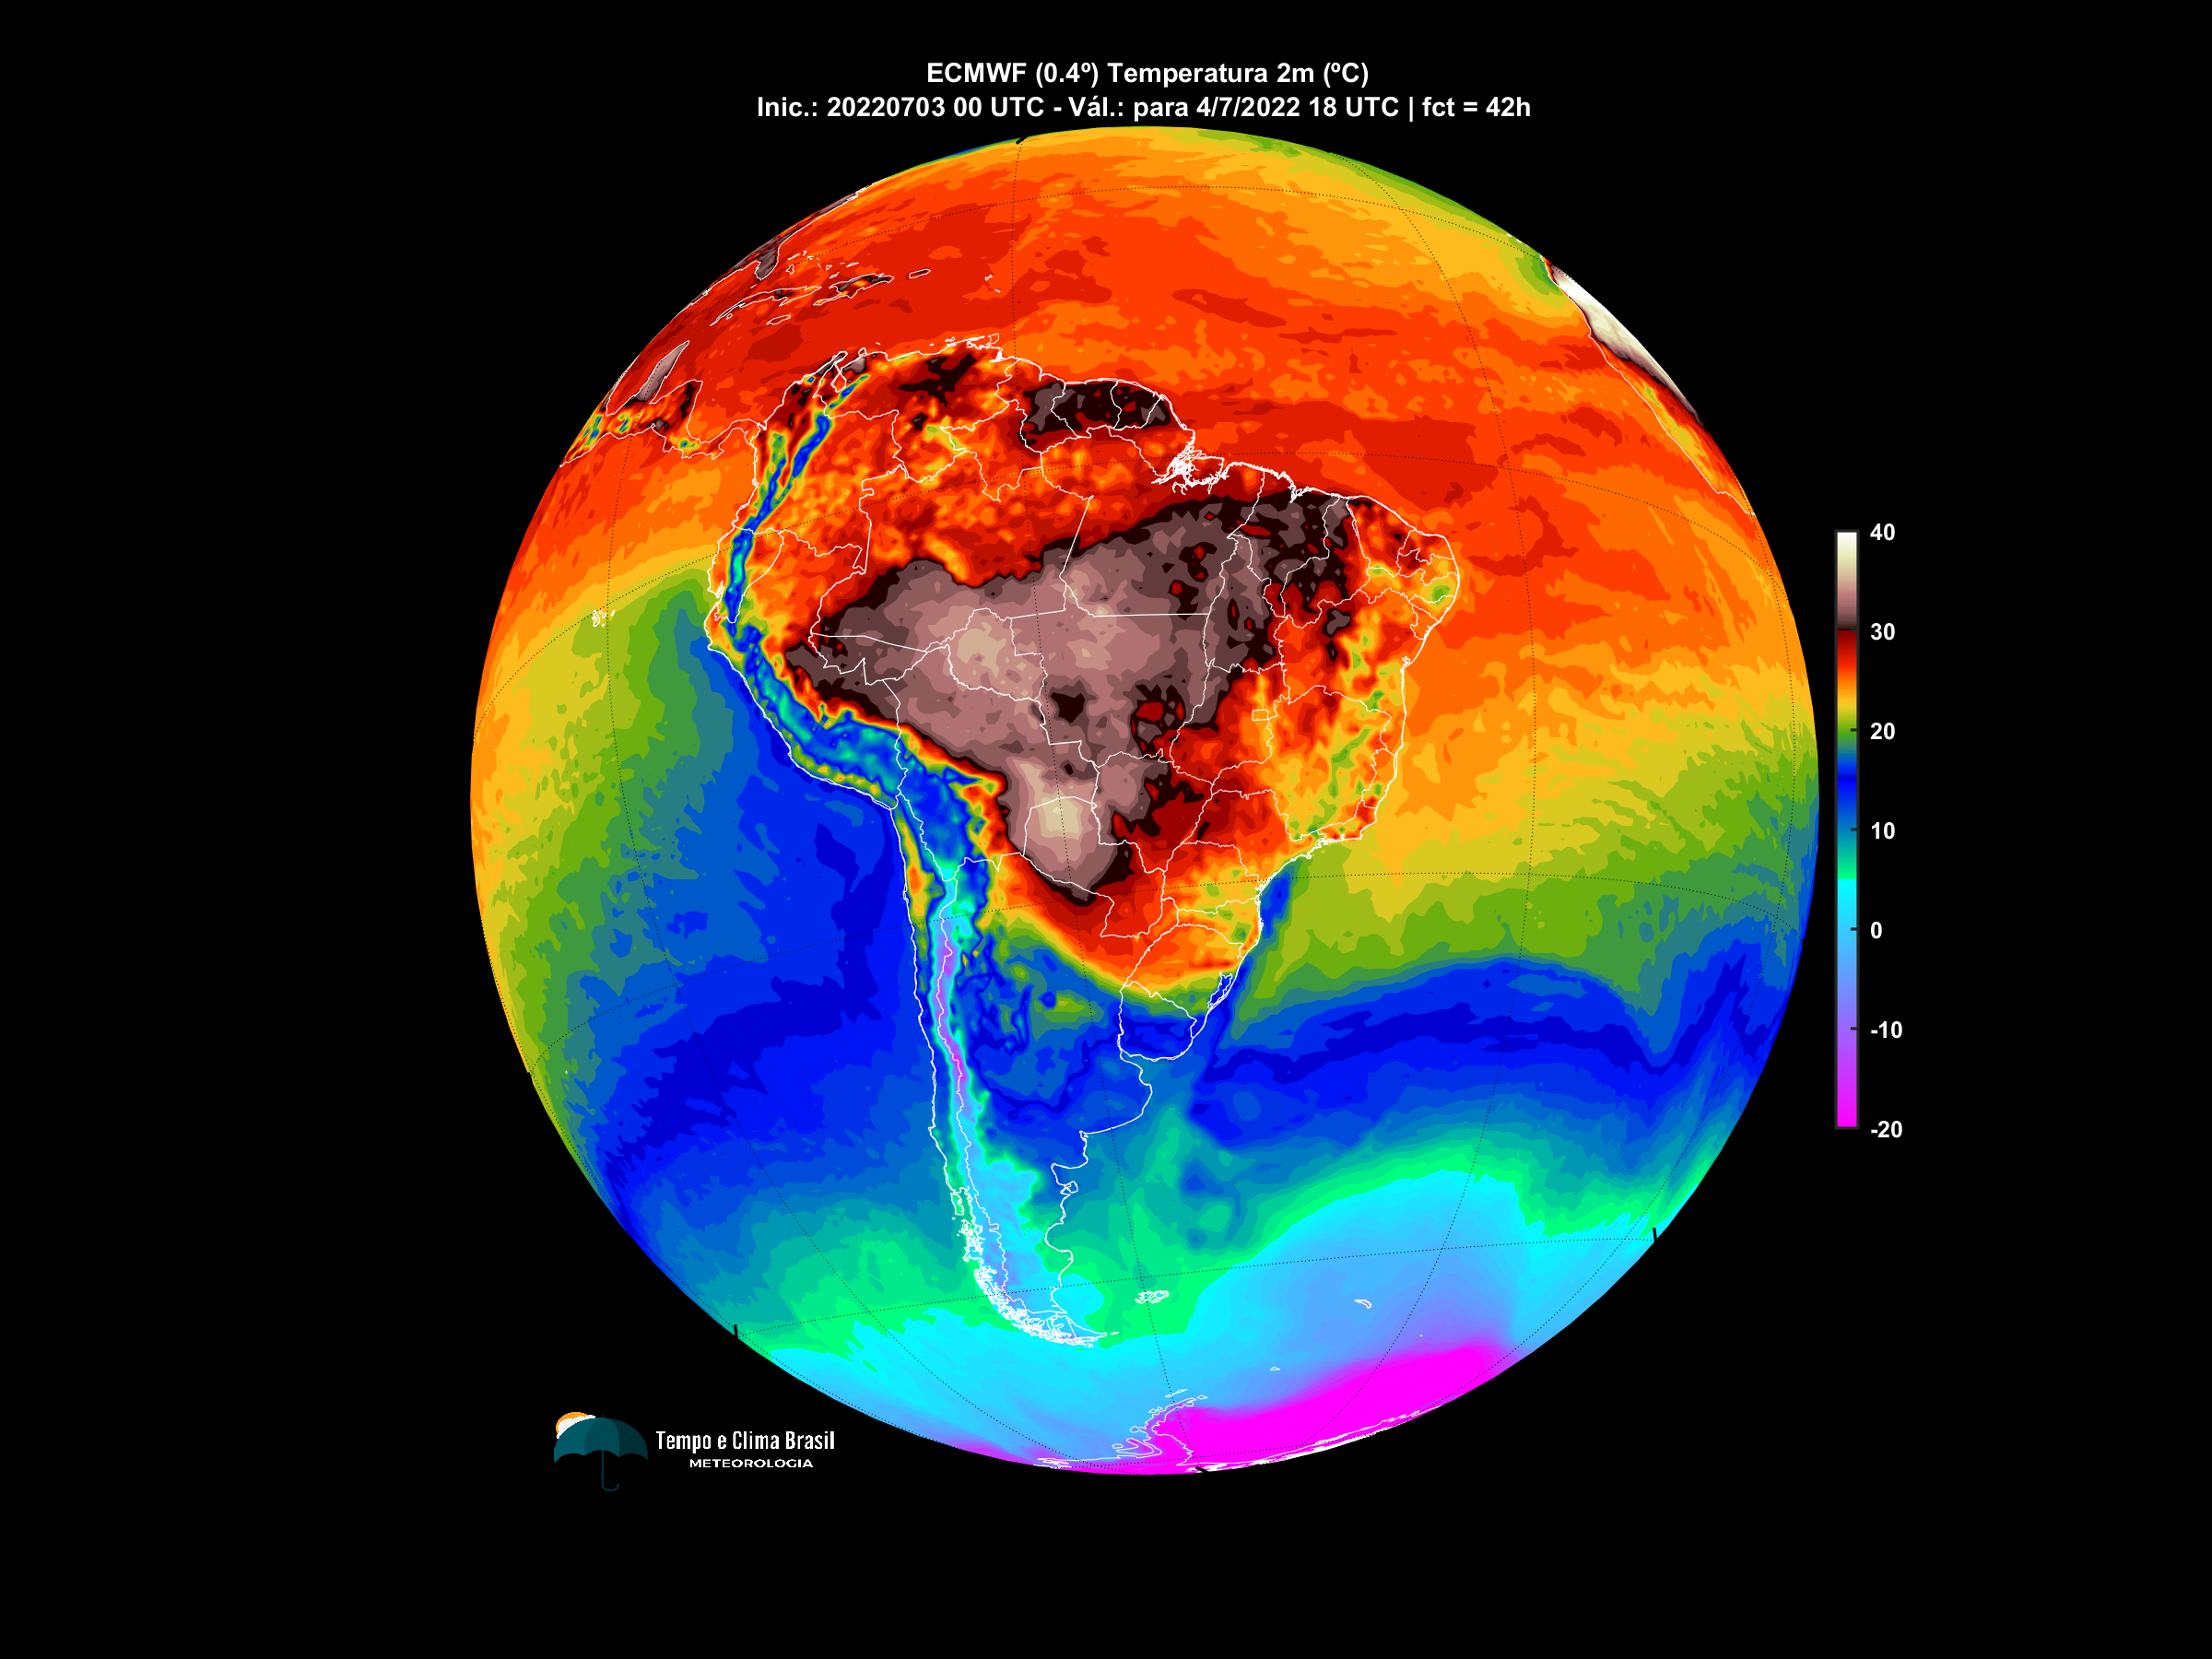 ECMWF (0.4º) Temperatura 2m (ºC)
Inic.: 20220703 00 UTC - Vál.: para 4/7/2022 18 UTC | fct = 42h
40
30
20
10
0
-10
-20
Tempo e Clima Brasil
METEOROLOGIA